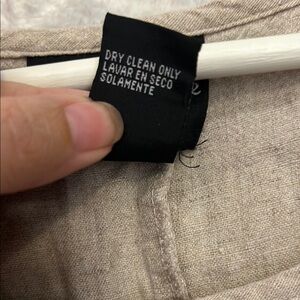 DRY CLEAN ONLY
LAVAR EN SECO
SOLAMENTE